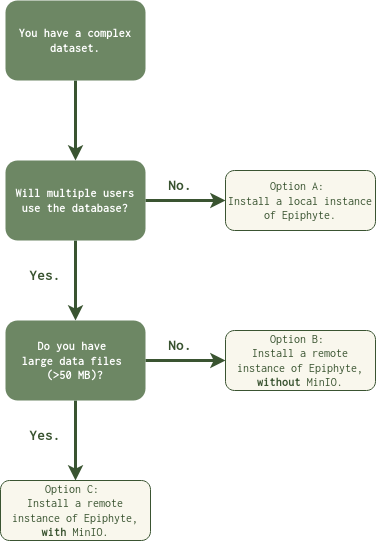 You have a complex
dataset.
Will multiple users
use the database?
No.
Option A:
Install a local instance
of Epiphyte.
Yes.
Do you have
large data files
(>50 MB)?
No.
Option B:
Install a remote
instance of Epiphyte,
without MinIO.
Yes.
Option C:
Install a remote
instance of Epiphyte,
with MinIO.